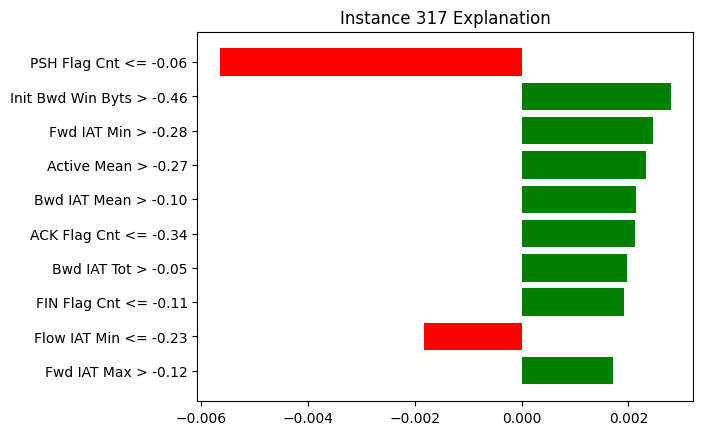 Instance 317 Explanation
PSH Flag Cnt <= -0.06
Init Bwd Win Byts > -0.46
Fwd IAT Min > -0.28
Active Mean > -0.27
Bwd IAT Mean > -0.10
ACK Flag Cnt <= -0.34
Bwd IAT Tot > -0.05
FIN Flag Cnt <= -0.11
Flow IAT Min <= -0.23
Fwd IAT Max > -0.12
−0.006 −0.004 −0.002 0.000 0.002